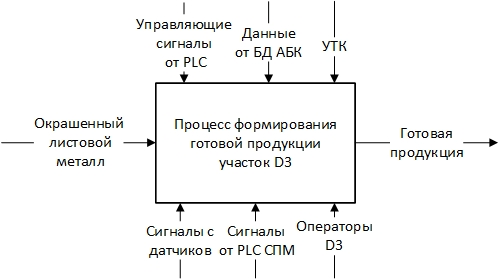 Управляющие
сигналы
от PLC
Данные
от БД АБК
УТК
Окрашенный
листовой
металл
Процесс формирования
готовой продукции
участок D3
Готовая
продукция
Сигналы с
датчиков
Сигналы
от PLC СПМ
Операторы
D3